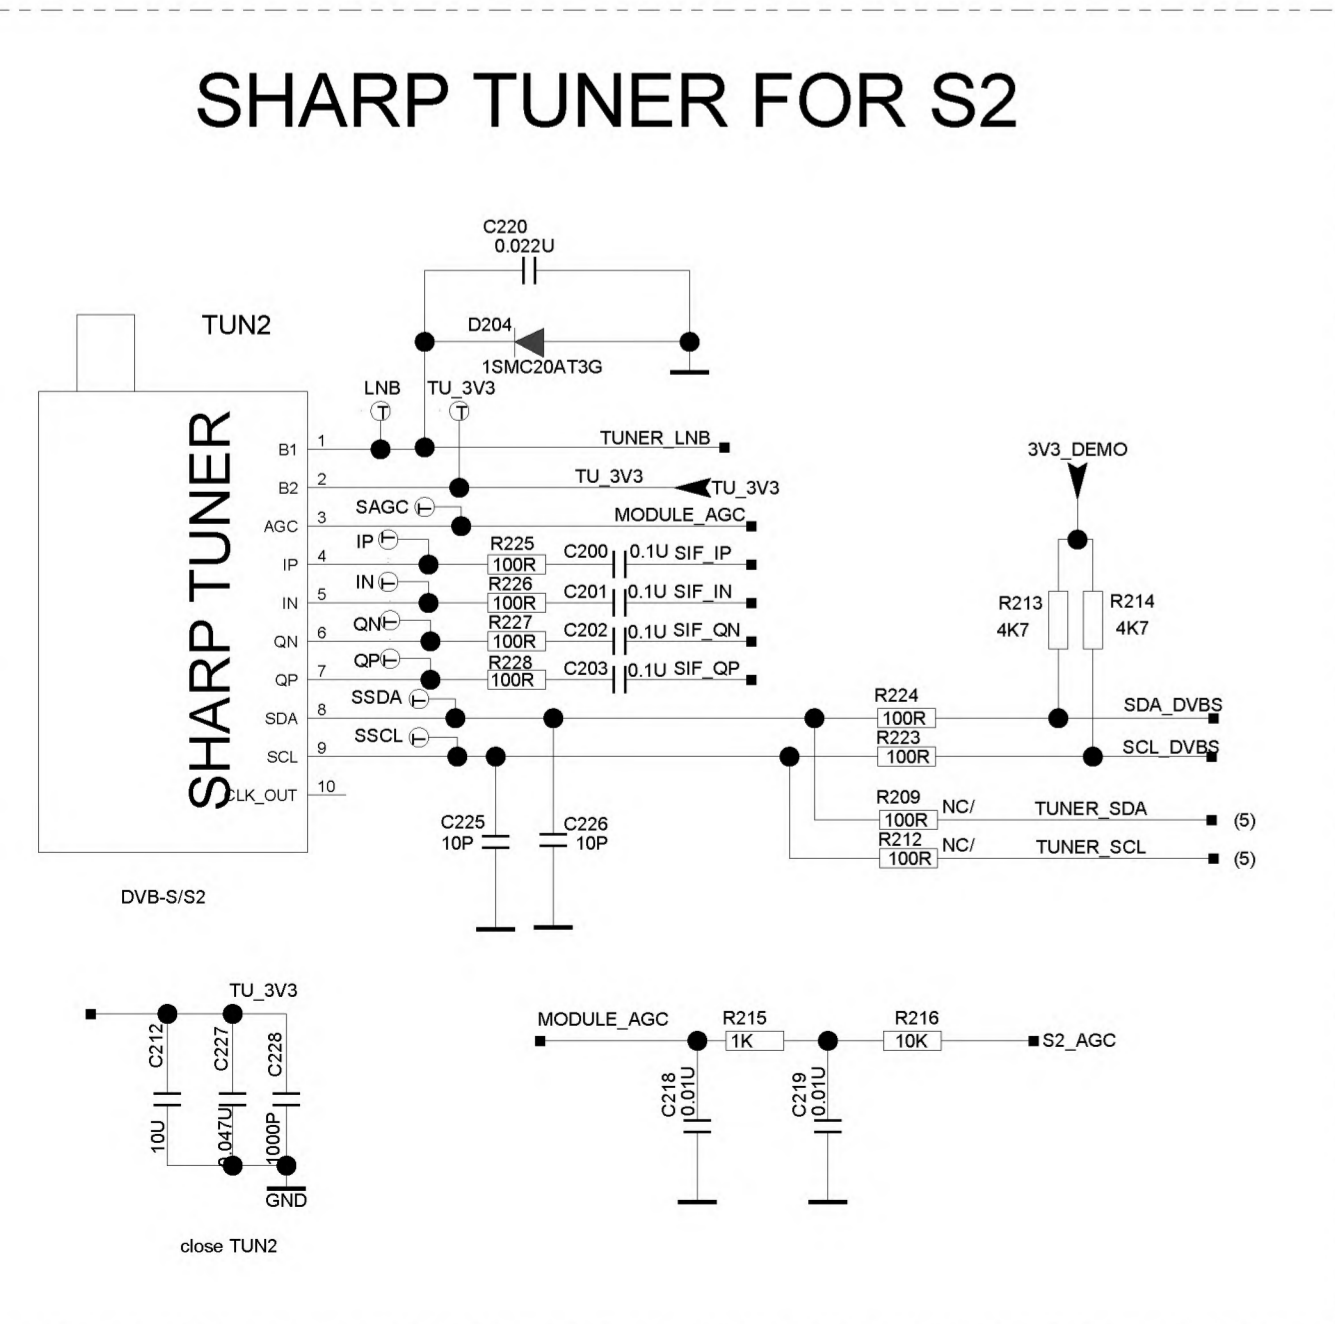 SHARP TUNER FOR S2
C220
0.022U
TUN2
D204
1SMC20AT3G
LNB
TU_3V3
SHARP TUNER
B1
1
TUNER_LNB
3V3_DEMO
B2
2
TU_3V3
TU_3V3
SAGC
AGC
3
MODULE_AGC
IP
IP
4
R225
100R
C200
0.1U
SIF_IP
IN
IN
5
R226
100R
C201
0.1U
SIF_IN
R213
4K7
R214
4K7
QN
QN
6
R227
100R
C202
0.1U
SIF_QN
QP
QP
7
R228
100R
C203
0.1U
SIF_QP
SSDA
SDA
8
R224
100R
SDA_DVBS
SSCL
SCL
9
R223
100R
SCL_DVBS
CLK_OUT
10
C225
10P
C226
10P
R209
100R
NC/
TUNER_SDA
(5)
R212
100R
NC/
TUNER_SCL
(5)
DVB-S/S2
TU_3V3
C212
10U
C227
0.047U
C228
1000P
GND
close TUN2
MODULE_AGC
R215
1K
R216
10K
S2_AGC
C218
0.01U
C219
0.01U